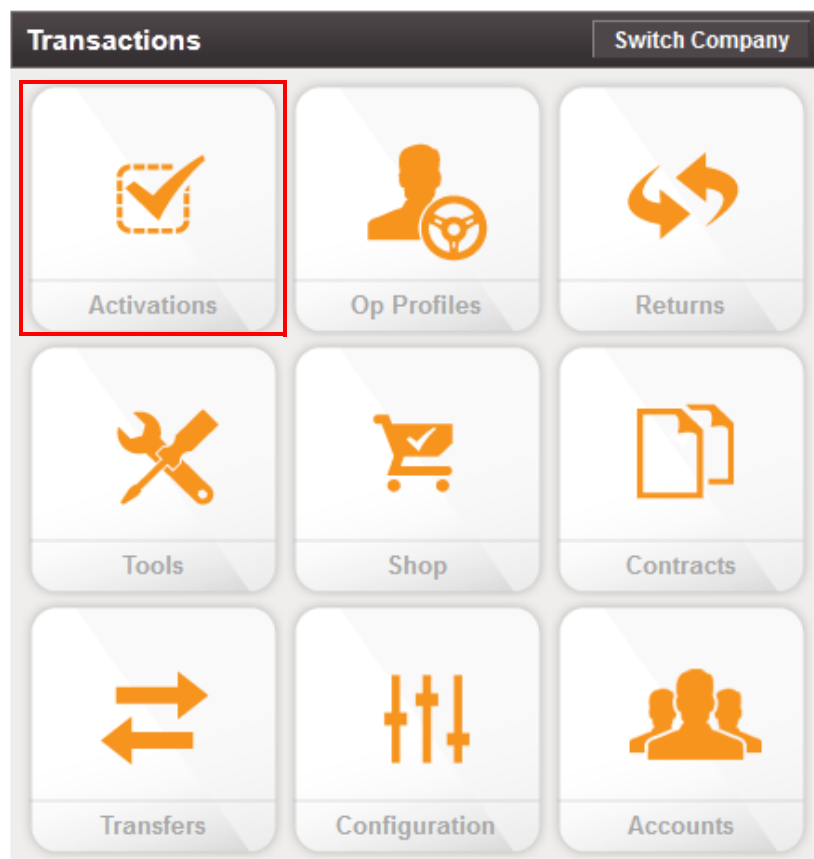 Transactions Switch Company
Activations Op Profiles Returns
Tools Shop Contracts
Transfers Configuration Accounts